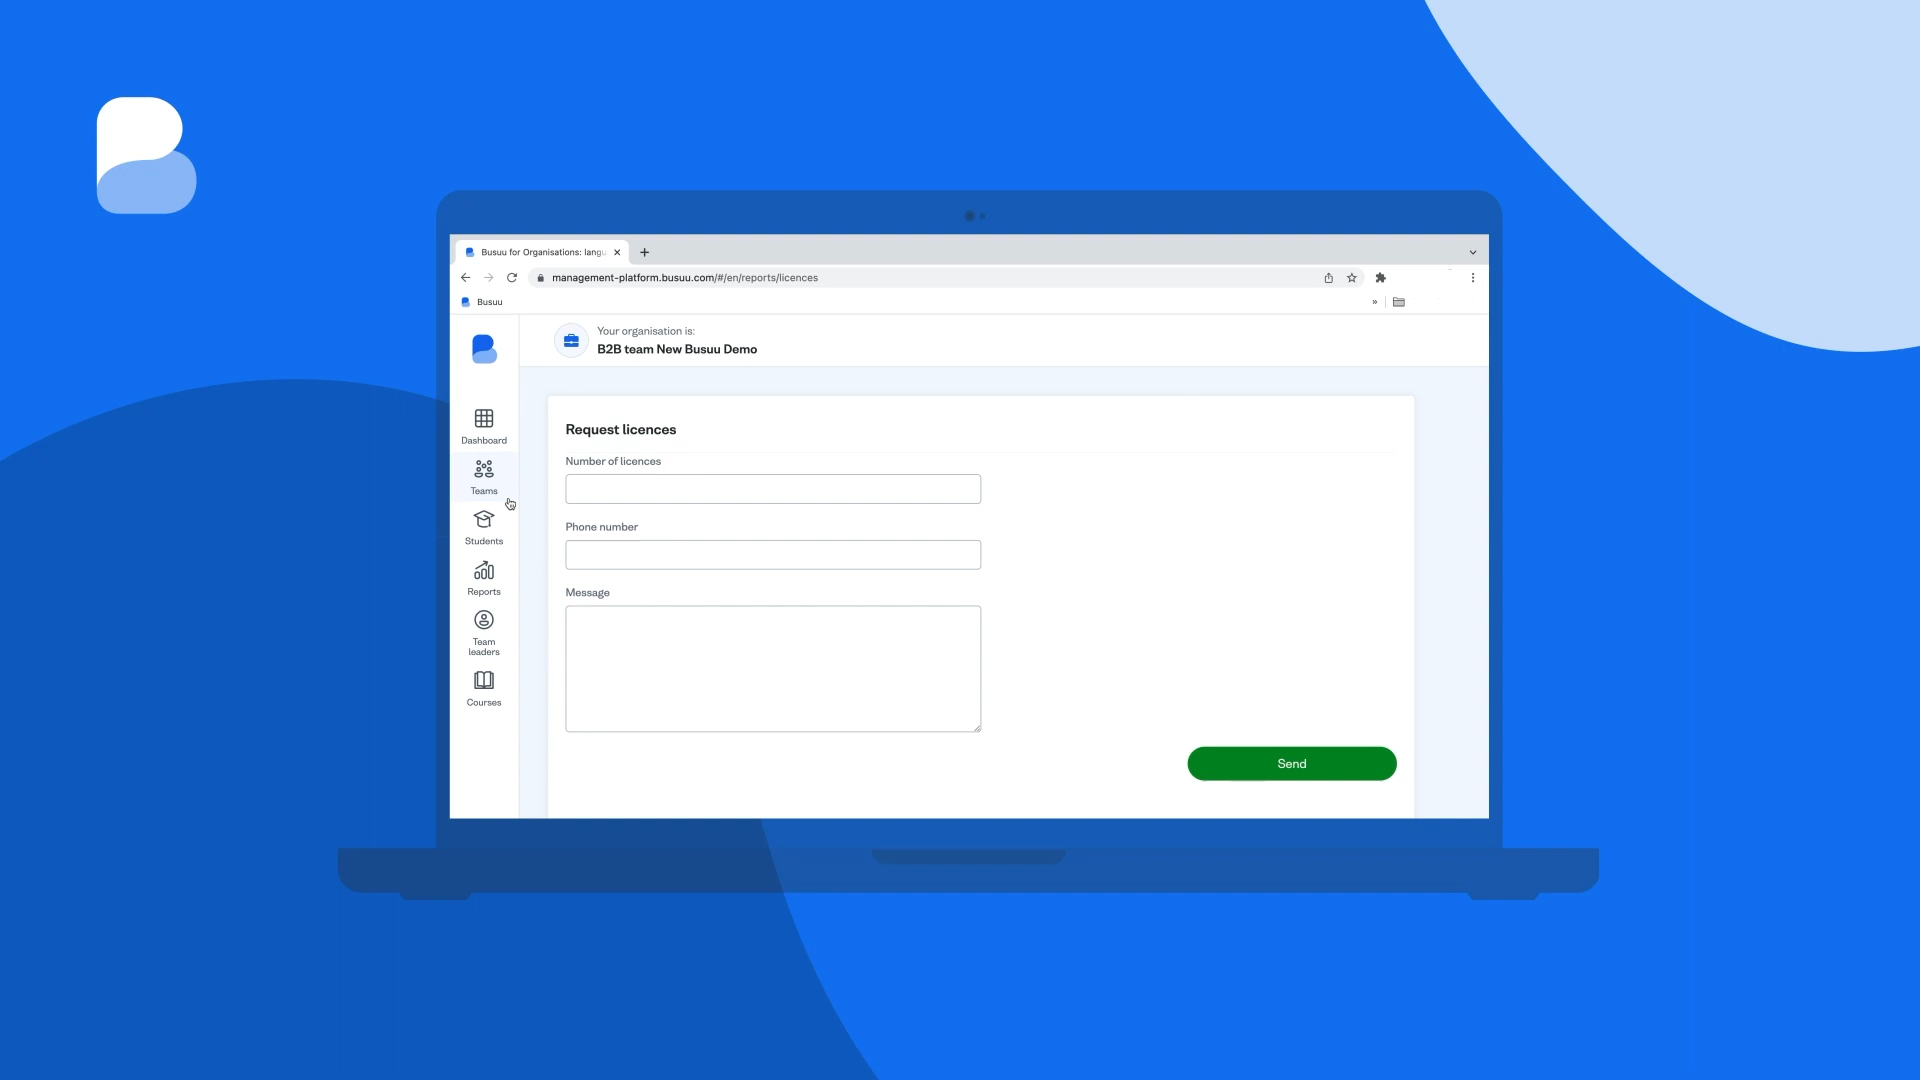 Busuu for Organisations: langu
management-platform.busuu.com/#/en/reports/licences
Busuu
Your organisation is:
B2B team New Busuu Demo
Dashboard
Teams
Students
Reports
Team
leaders
Courses
Request licences
Number of licences
Phone number
Message
Send